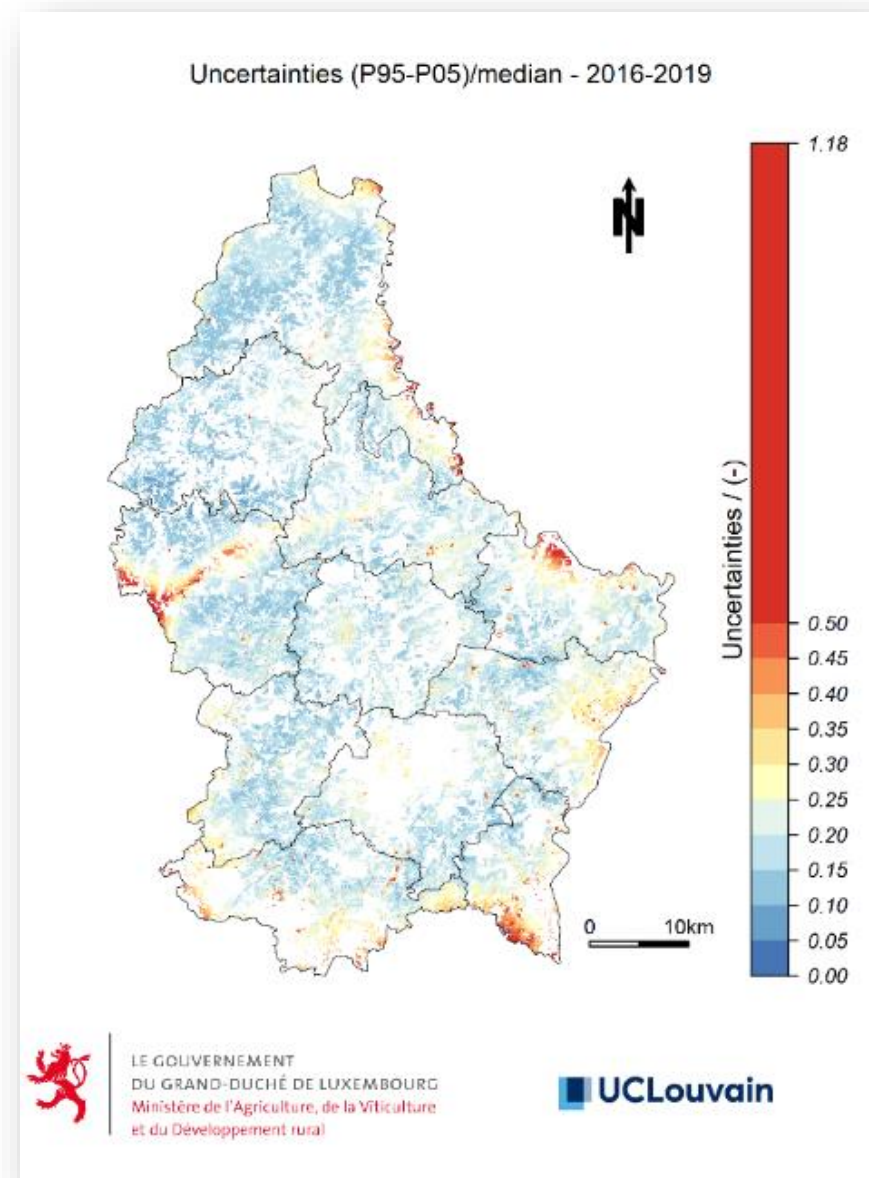 Uncertainties (P95-P05)/median - 2016-2019
N
1.18
Uncertainties / (-)
0.50
0.45
0.40
0.35
0.30
0.25
0.20
0.15
0.10
0.05
0.00
0 10km
LE GOUVERNEMENT
DU GRAND-DUCHÉ DE LUXEMBOURG
Ministère de l'Agriculture, de la Viticulture
et du Développement rural
UCLouvain